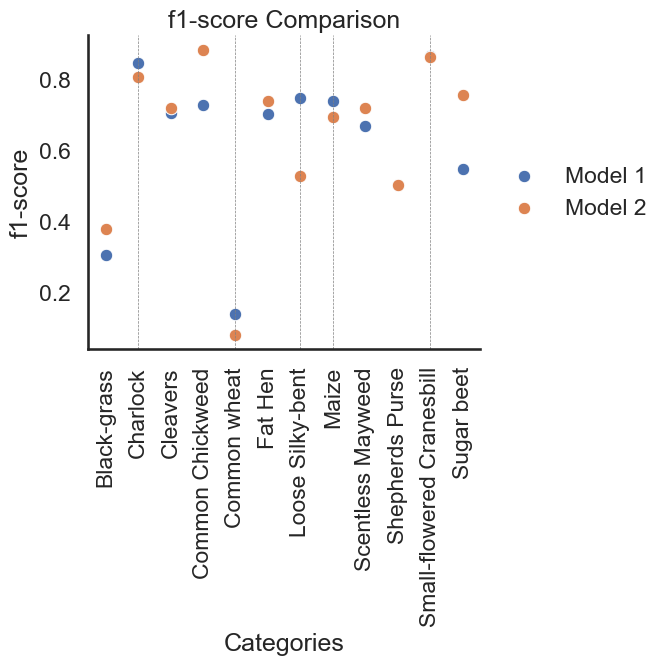 f1-score Comparison
0.8
0.6
0.4
0.2
f1-score
Model 1
Model 2
Black-grass
Charlock
Cleavers
Common Chickweed
Common wheat
Fat Hen
Loose Silky-bent
Maize
Scentless Mayweed
Shepherds Purse
Small-flowered Cranesbill
Sugar beet
Categories